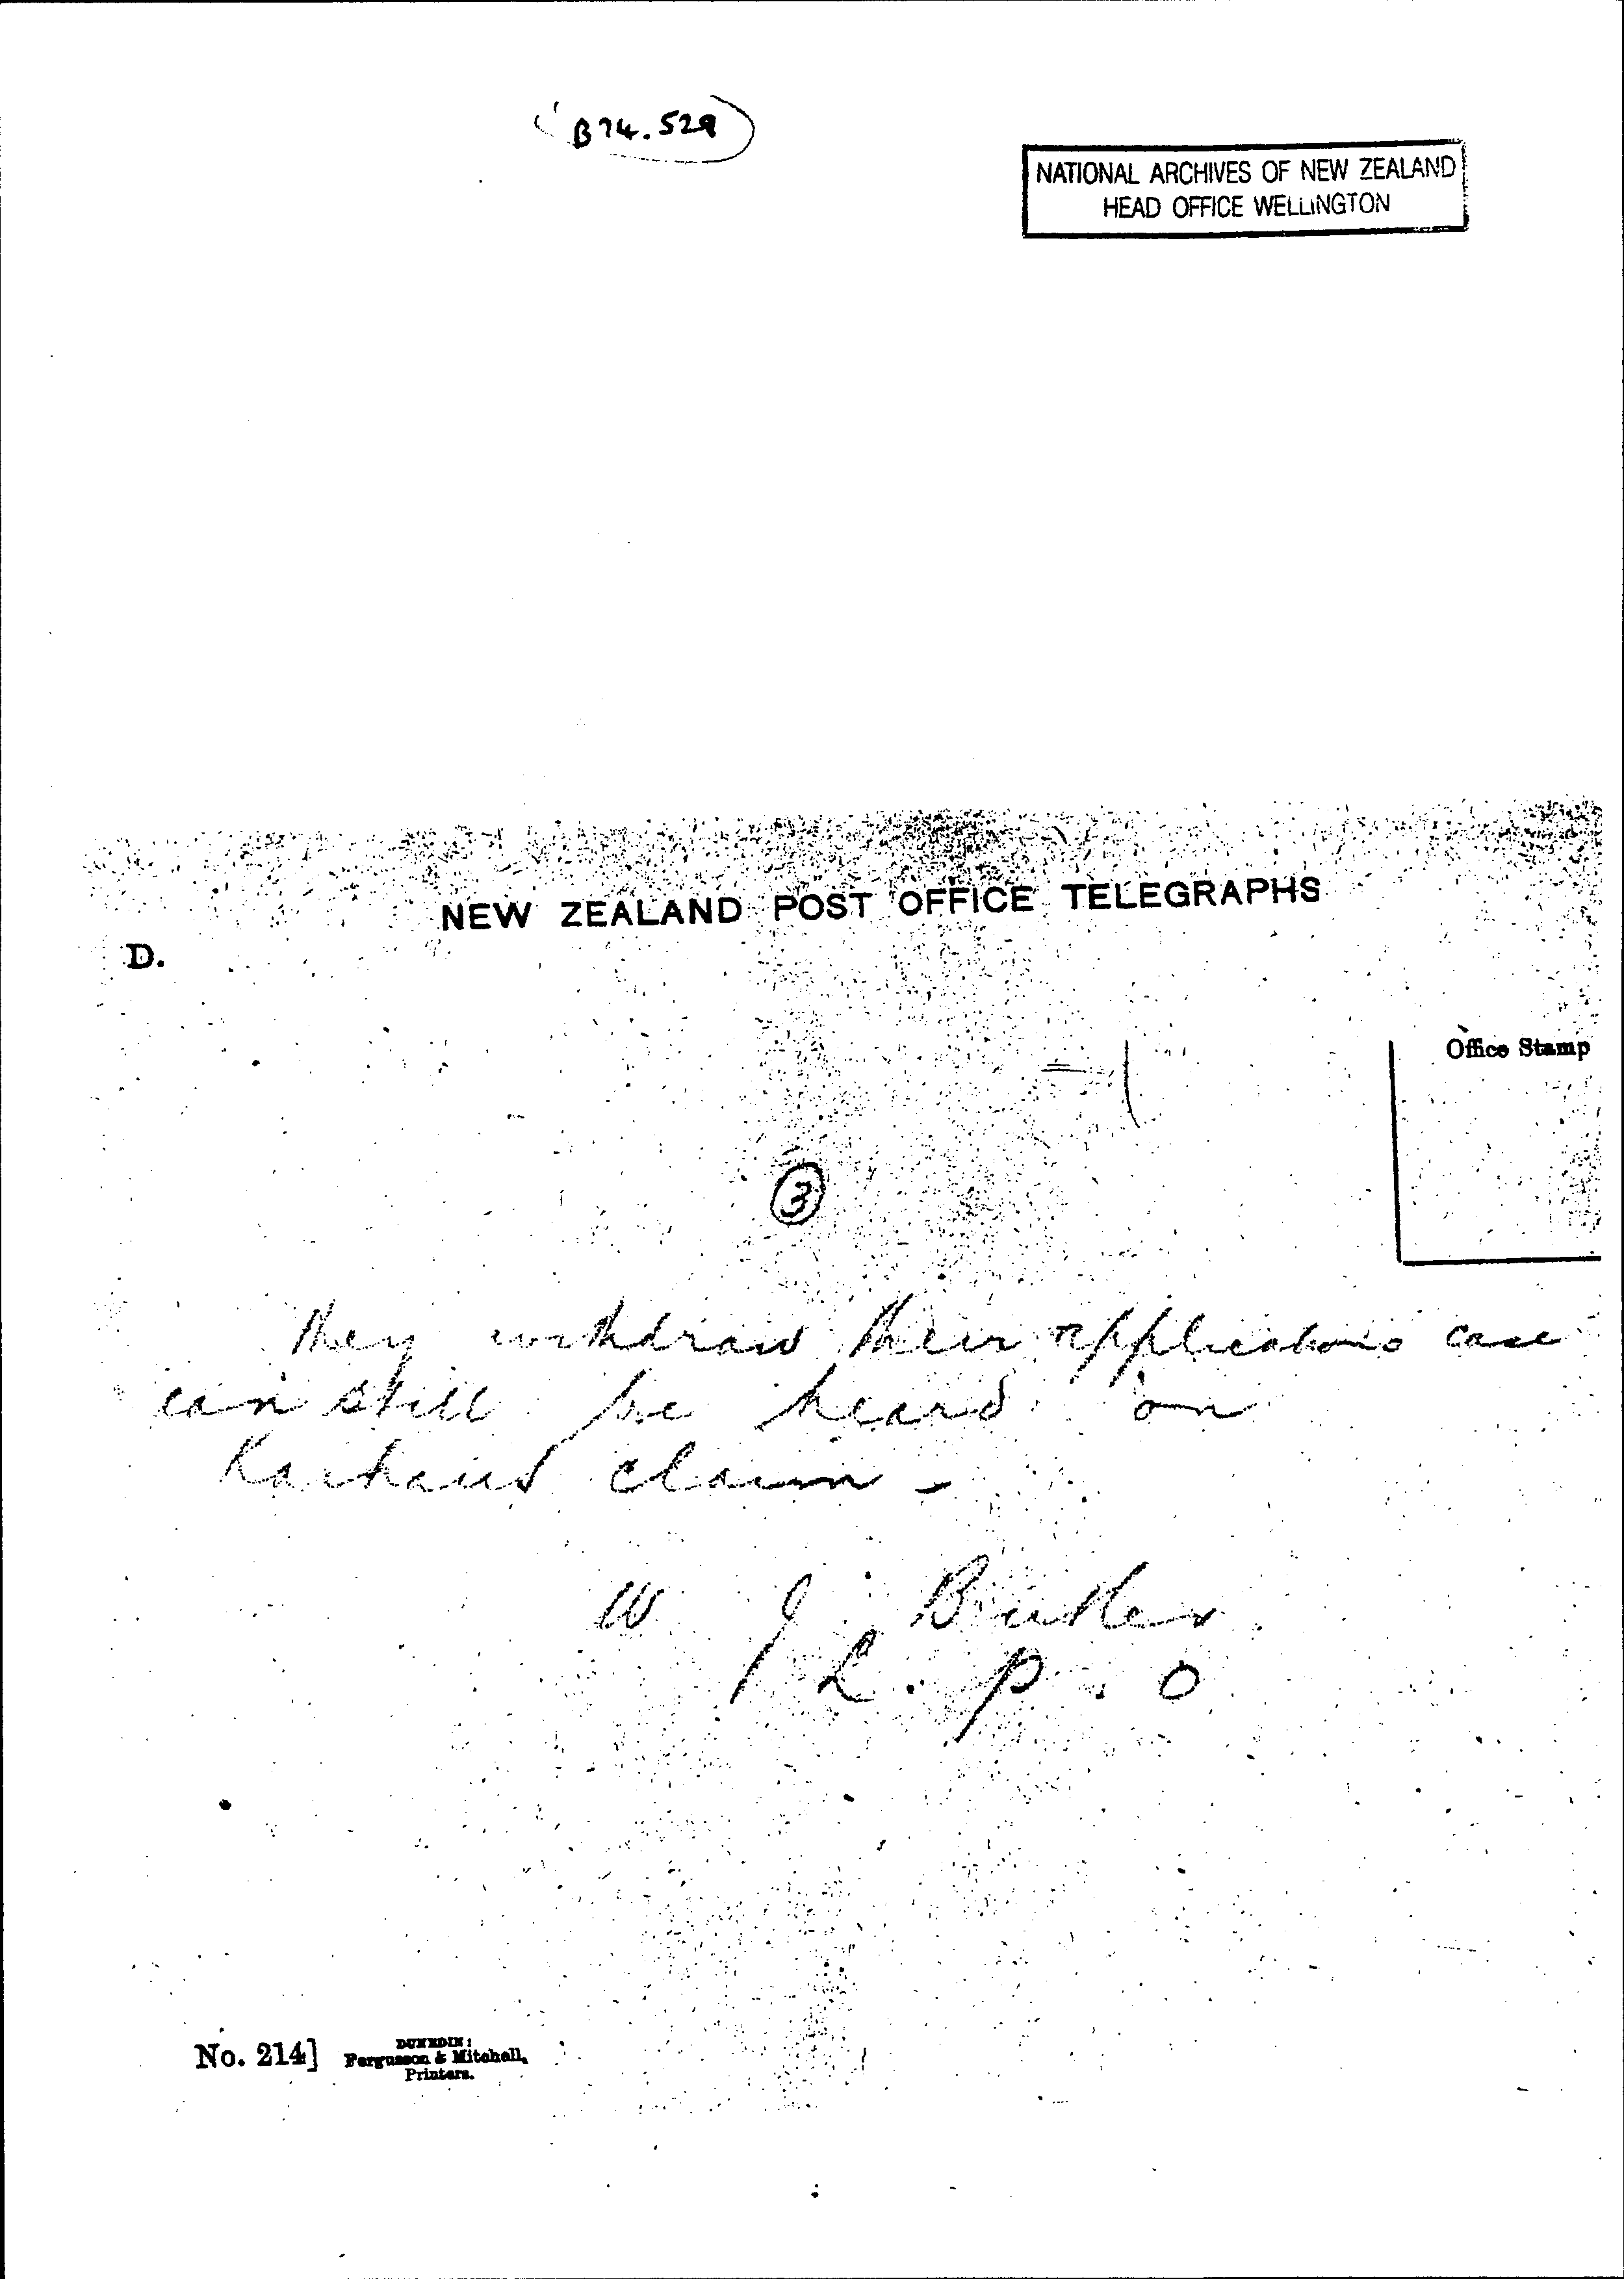 B74.529
NATIONAL ARCHIVES OF NEW ZEALAND
HEAD OFFICE WELLINGTON
NEW ZEALAND POST OFFICE TELEGRAPHS
D.
Office Stamp
3
they withdraw their applications case
can still be heard on
claim -
W J Butler
L. P. O
No. 214]
DUNEDIN:
Fergusson & Mitchell,
Printers.